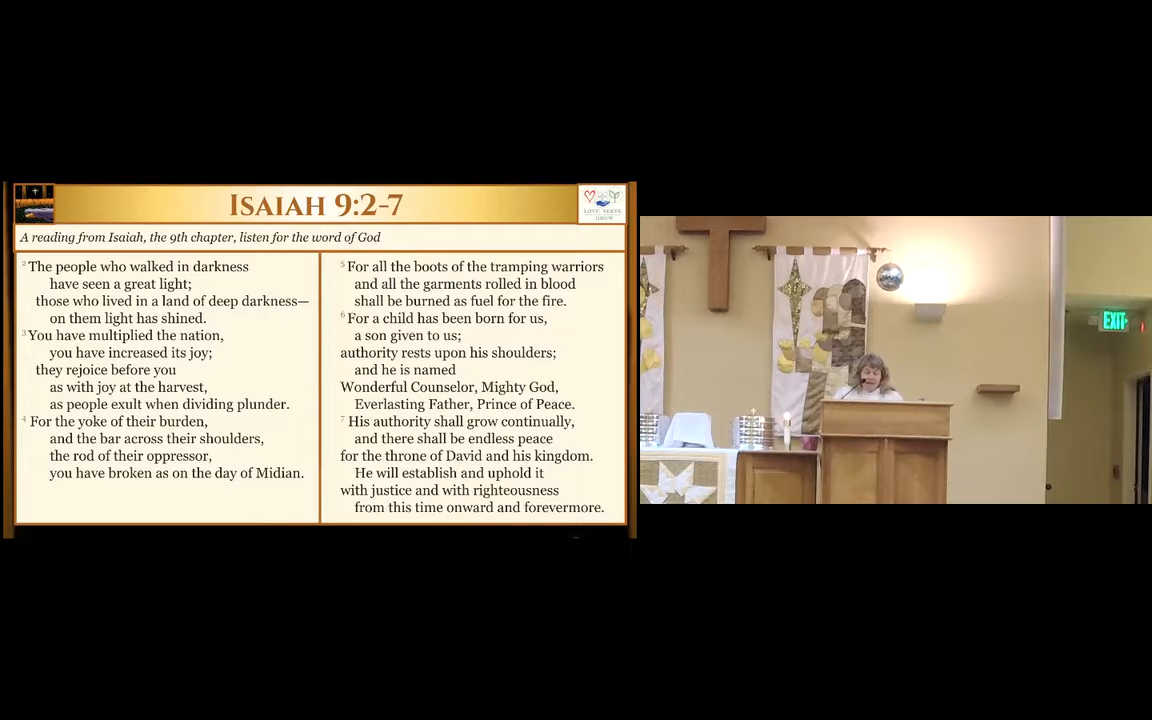 Isaiah 9:2-7
LOVE SERVE
GROW
A reading from Isaiah, the 9th chapter, listen for the word of God
2 The people who walked in darkness
have seen a great light;
those who lived in a land of deep darkness—
on them light has shined.
3 You have multiplied the nation,
you have increased its joy;
they rejoice before you
as with joy at the harvest,
as people exult when dividing plunder.
4 For the yoke of their burden,
and the bar across their shoulders,
the rod of their oppressor,
you have broken as on the day of Midian.
5 For all the boots of the tramping warriors
and all the garments rolled in blood
shall be burned as fuel for the fire.
6 For a child has been born for us,
a son given to us;
authority rests upon his shoulders;
and he is named
Wonderful Counselor, Mighty God,
Everlasting Father, Prince of Peace.
7 His authority shall grow continually,
and there shall be endless peace
for the throne of David and his kingdom.
He will establish and uphold it
with justice and with righteousness
from this time onward and forevermore.
EXIT